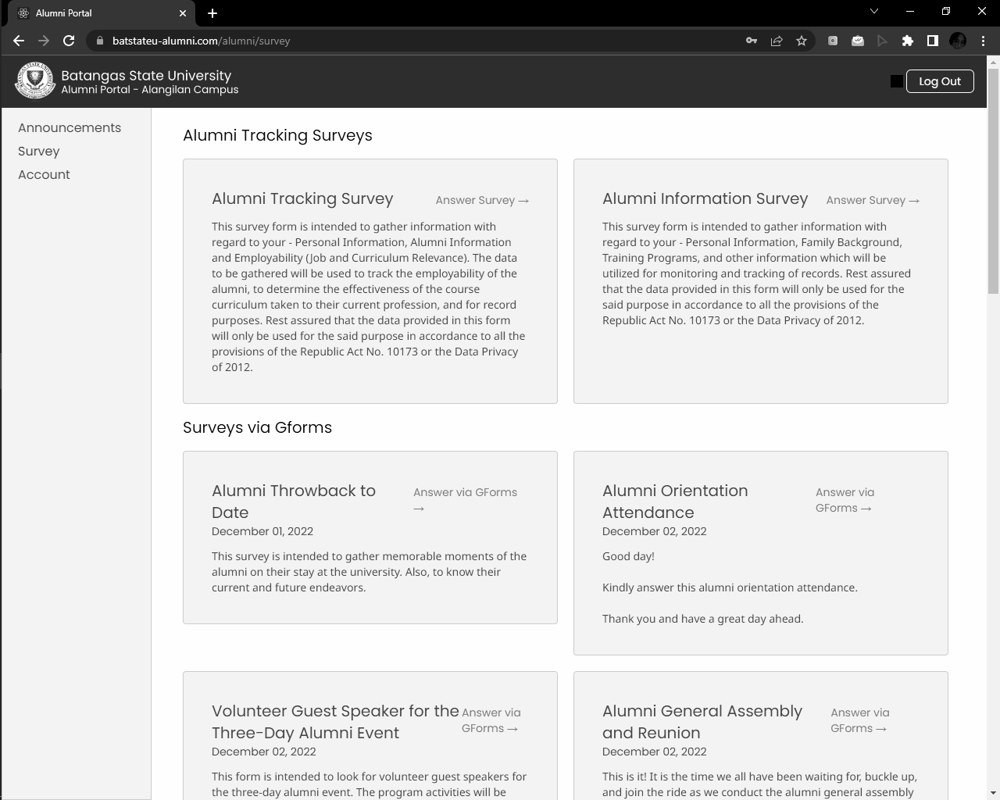 Alumni Portal
batstateu-alumni.com/alumni/survey
Batangas State University
Alumni Portal - Alangilan Campus
Log Out
Announcements
Survey
Account
Alumni Tracking Surveys
Alumni Tracking Survey
Answer Survey →
This survey form is intended to gather information with
regard to your - Personal Information, Alumni Information
and Employability (Job and Curriculum Relevance). The data
to be gathered will be used to track the employability of the
alumni, to determine the effectiveness of the course
curriculum taken to their current profession, and for record
purposes. Rest assured that the data provided in this form
will only be used for the said purpose in accordance to all the
provisions of the Republic Act No. 10173 or the Data Privacy
of 2012.
Alumni Information Survey
Answer Survey →
This survey form is intended to gather information with
regard to your - Personal Information, Family Background,
Training Programs, and other information which will be
utilized for monitoring and tracking of records. Rest assured
that the data provided in this form will only be used for the
said purpose in accordance to all the provisions of the
Republic Act No. 10173 or the Data Privacy of 2012.
Surveys via Gforms
Alumni Throwback to
Date
Answer via GForms
→
December 01, 2022
This survey is intended to gather memorable moments of the
alumni on their stay at the university. Also, to know their
current and future endeavors.
Alumni Orientation
Attendance
Answer via
GForms →
December 02, 2022
Good day!
Kindly answer this alumni orientation attendance.
Thank you and have a great day ahead.
Volunteer Guest Speaker for the
Three-Day Alumni Event
Answer via
GForms →
December 02, 2022
This form is intended to look for volunteer guest speakers for
the three-day alumni event. The program activities will be
Alumni General Assembly
and Reunion
Answer via
GForms →
December 02, 2022
This is it! It is the time we all have been waiting for, buckle up,
and join the ride as we conduct the alumni general assembly